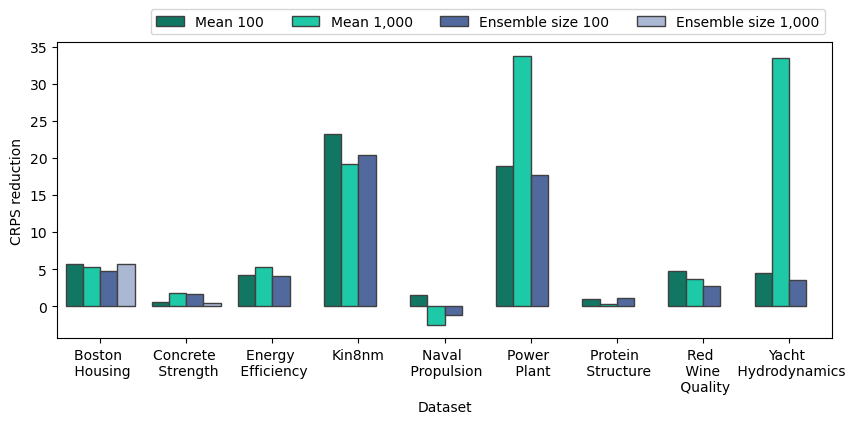 Mean 100 Mean 1,000 Ensemble size 100 Ensemble size 1,000
CRPS reduction
35
30
25
20
15
10
5
0
Boston Concrete Energy Kin8nm Naval Power Protein Red Yacht
Housing Strength Efficiency Propulsion Plant Structure Wine Hydrodynamics
Quality
Dataset